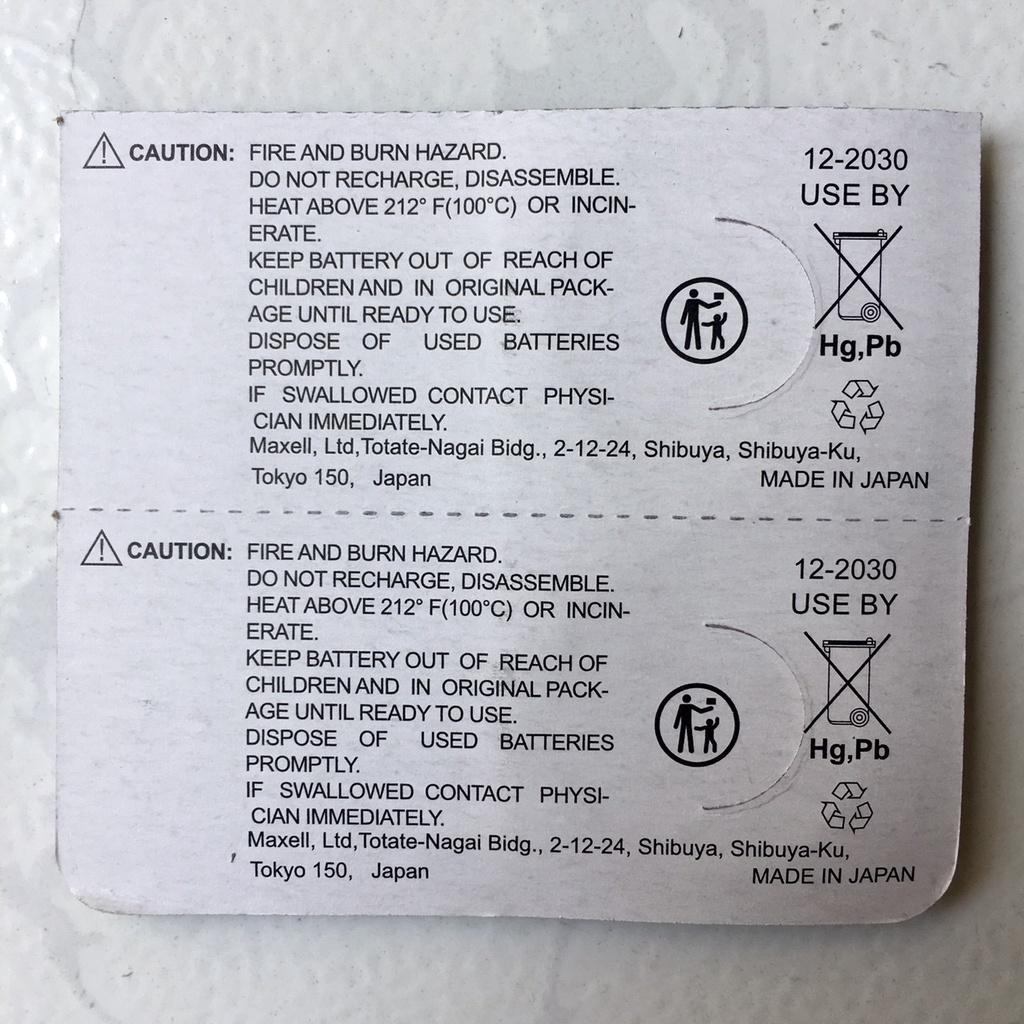 CAUTION: FIRE AND BURN HAZARD.
DO NOT RECHARGE, DISASSEMBLE.
HEAT ABOVE 212° F(100°C) OR INCIN-
ERATE.
KEEP BATTERY OUT OF REACH OF
CHILDREN AND IN ORIGINAL PACK-
AGE UNTIL READY TO USE.
DISPOSE OF USED BATTERIES
PROMPTLY.
IF SWALLOWED CONTACT PHYSI-
CIAN IMMEDIATELY.
Maxell, Ltd,Totate-Nagai Bidg., 2-12-24, Shibuya, Shibuya-Ku,
Tokyo 150, Japan
12-2030
USE BY
Hg,Pb
MADE IN JAPAN
CAUTION: FIRE AND BURN HAZARD.
DO NOT RECHARGE, DISASSEMBLE.
HEAT ABOVE 212° F(100°C) OR INCIN-
ERATE.
KEEP BATTERY OUT OF REACH OF
CHILDREN AND IN ORIGINAL PACK-
AGE UNTIL READY TO USE.
DISPOSE OF USED BATTERIES
PROMPTLY.
IF SWALLOWED CONTACT PHYSI-
CIAN IMMEDIATELY.
Maxell, Ltd,Totate-Nagai Bidg., 2-12-24, Shibuya, Shibuya-Ku,
Tokyo 150, Japan
12-2030
USE BY
Hg,Pb
MADE IN JAPAN